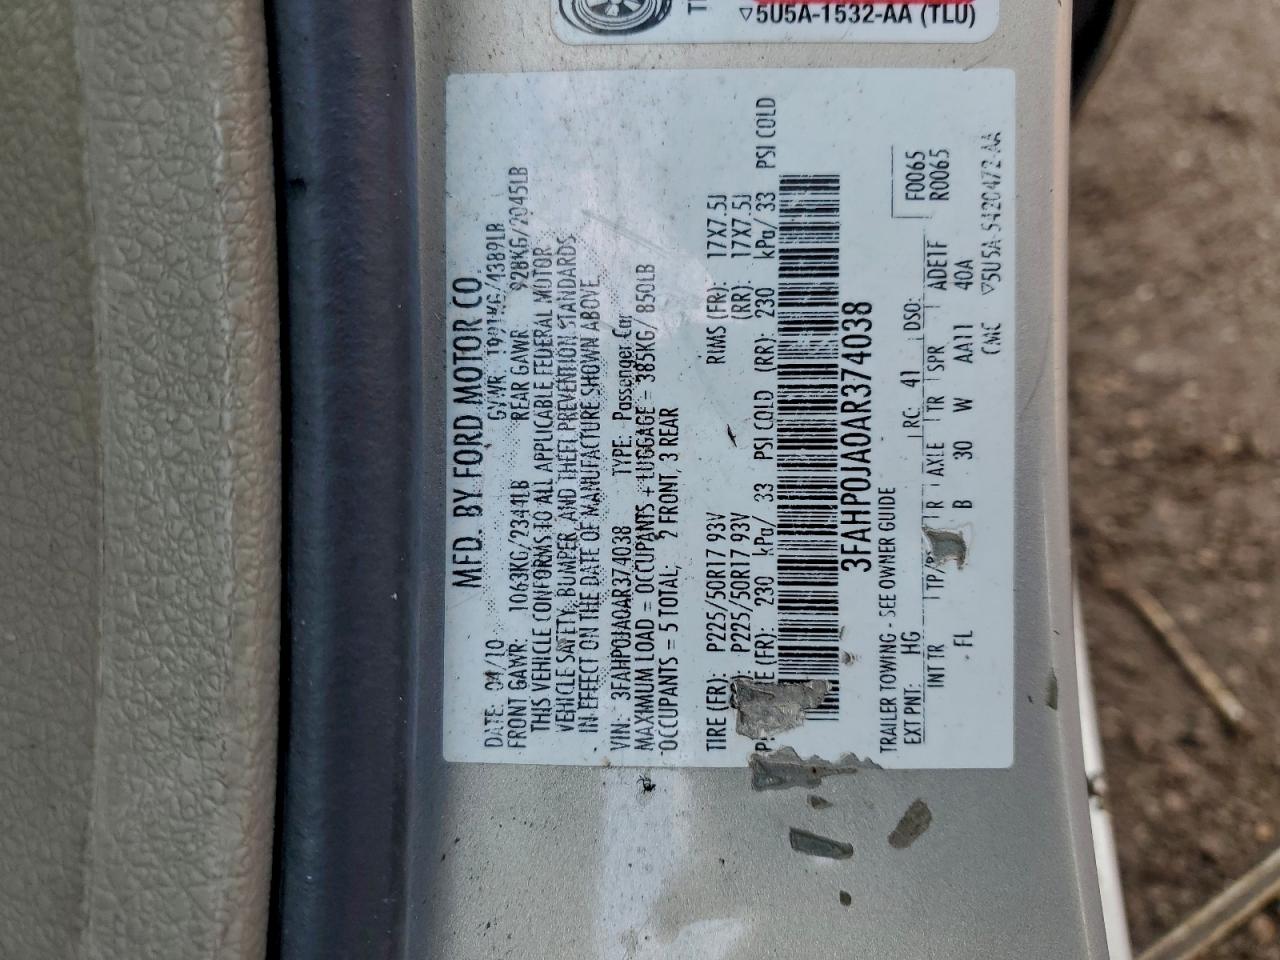 5U5A-1532-AA (TLU)
MFD. BY FORD MOTOR CO.
DATE: 04/10 GVWR: 1991KG/4389LB
FRONT GAWR: 1063KG/2344LB REAR GAWR 928KG/2045LB
THIS VEHICLE CONFORMS TO ALL APPLICABLE FEDERAL MOTOR
VEHICLE SAFETY, BUMPER, AND THEFT PREVENTION STANDARDS
IN EFFECT ON THE DATE OF MANUFACTURE SHOWN ABOVE.
VIN: 3FAHP0JA0AR374038 TYPE: Passenger Car
MAXIMUM LOAD = OCCUPANTS + LUGGAGE = 385KG/ 850LB
OCCUPANTS = 5 TOTAL; 2 FRONT, 3 REAR
TIRE (FR): P225/50R17 93V RIMS (FR): 17X7.5J
P225/50R17 93V (RR): 17X7.5J
(FR): 230 kPa/ 33 PSI COLD (RR): 230 kPa/ 33 PSI COLD
3FAHP0JA0AR374038
TRAILER TOWING - SEE OWNER GUIDE
EXT PNT: HG RC: 41 DSO: F0065
INT TR TP/ R AXLE TR SPR ADE1F R0065
FL B 30 W AA11 40A
CMC ▽5U5A-5420472-AA